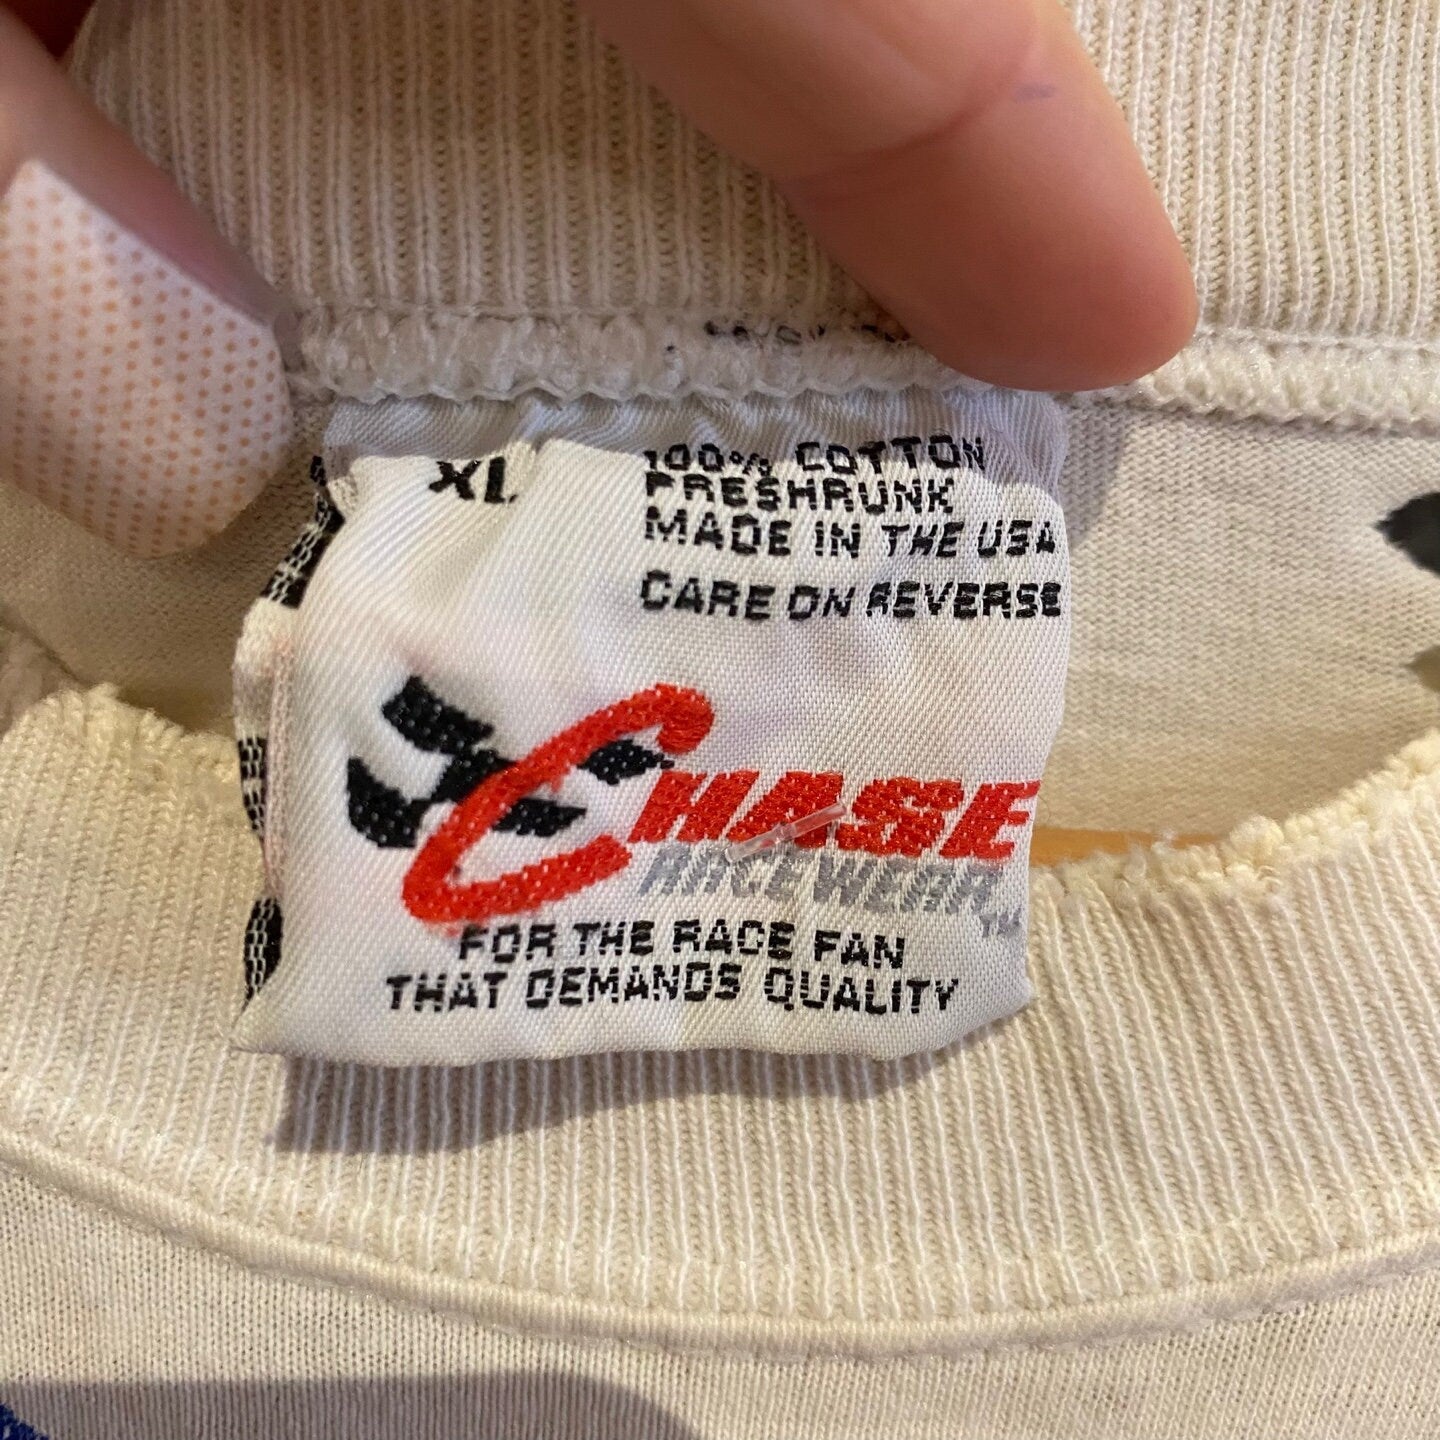 XL
100% COTTON
PRESHRUNK
MADE IN THE USA
CARE ON REVERSE
CHASE
RACEWEAR™
FOR THE RACE FAN
THAT DEMANDS QUALITY